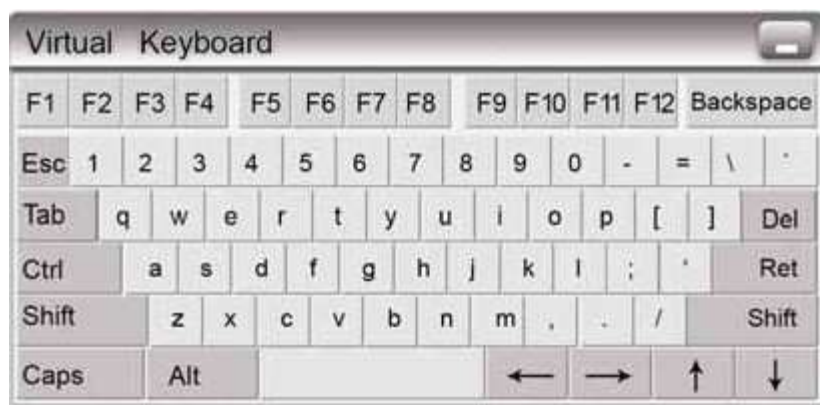 Virtual Keyboard
F1 F2 F3 F4 F5 F6 F7 F8 F9 F10 F11 F12 Backspace
Esc 1 2 3 4 5 6 7 8 9 0 - = \ `
Tab q w e r t y u i o p [ ] Del
Ctrl a s d f g h j k l ; ' Ret
Shift z x c v b n m , . / Shift
Caps Alt ← → ↑ ↓